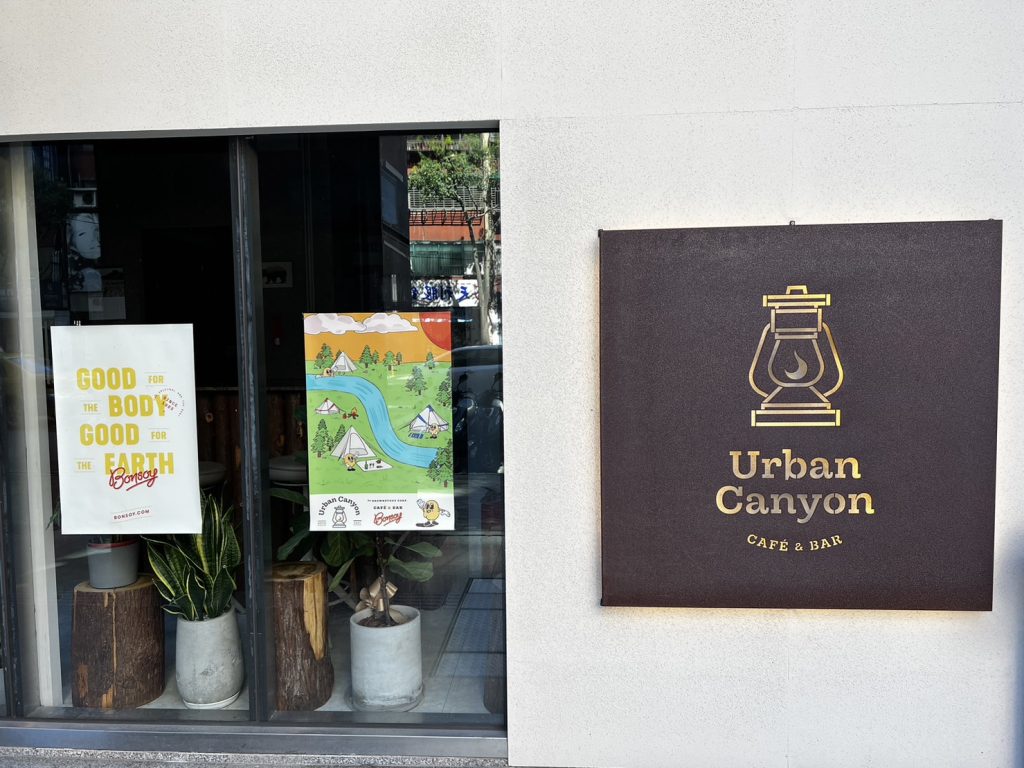 GOOD FOR
THE BODY
GOOD FOR
THE EARTH
Bonsoy
BONSOY.COM
Urban Canyon
CAFÉ & BAR
Bonsoy
Urban
Canyon
CAFÉ & BAR